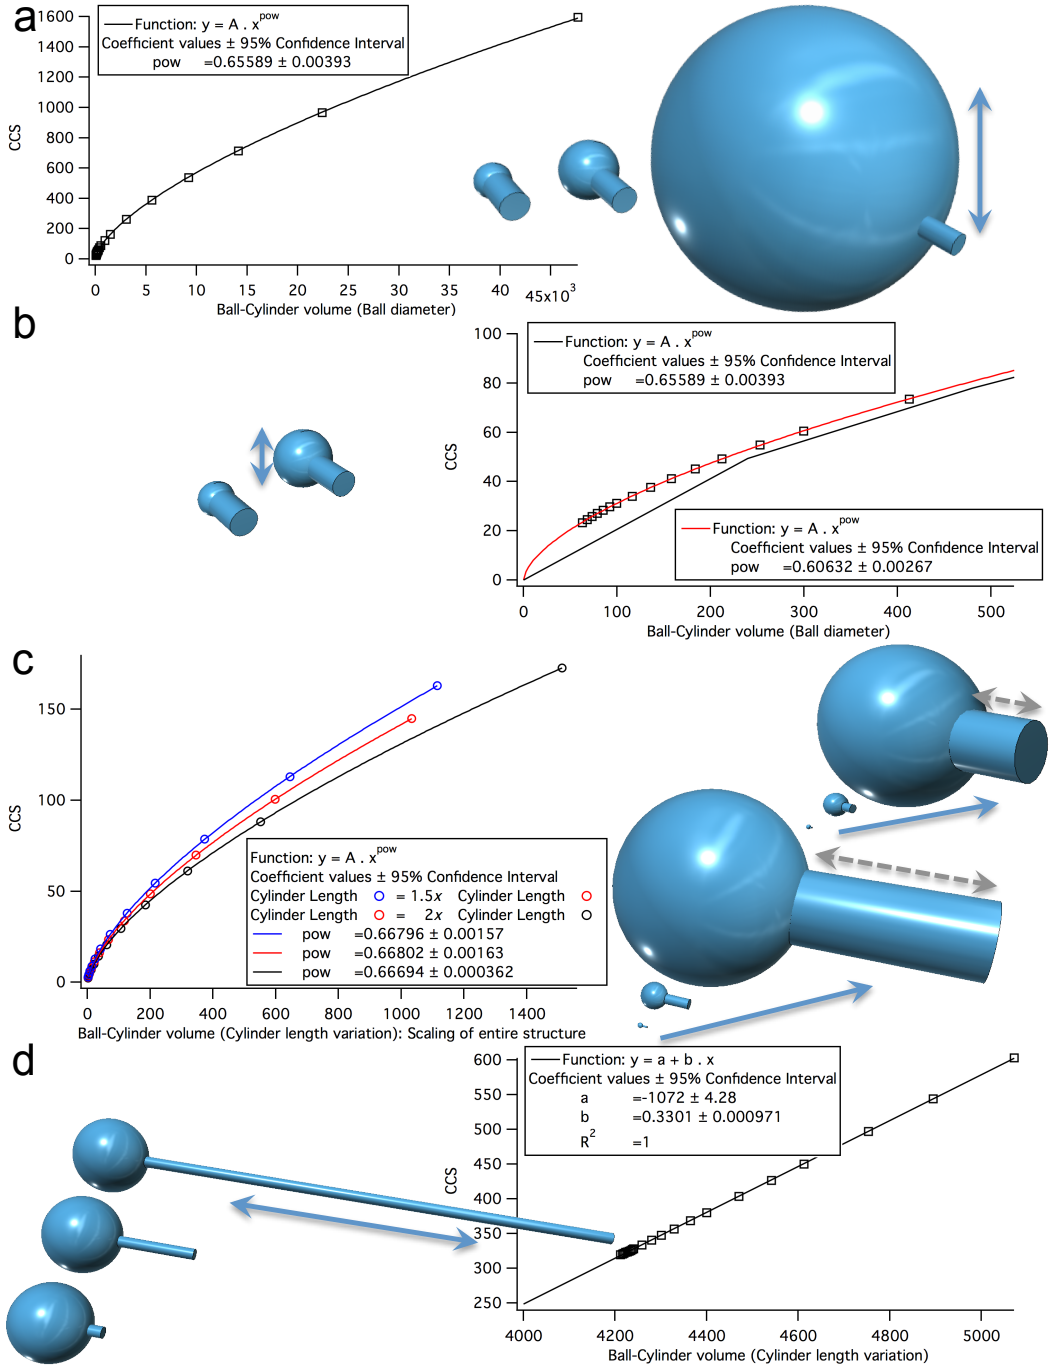 a
1600
1400
1200
1000
800
600
400
200
0
CCS
Function: y = A . x^pow
Coefficient values ± 95% Confidence Interval
pow =0.65589 ± 0.00393
0 5 10 15 20 25 30 35 40 45x10^3
Ball-Cylinder volume (Ball diameter)
b
100
80
60
40
20
0
CCS
Function: y = A . x^pow
Coefficient values ± 95% Confidence Interval
pow =0.65589 ± 0.00393
Function: y = A . x^pow
Coefficient values ± 95% Confidence Interval
pow =0.60632 ± 0.00267
0 100 200 300 400 500
Ball-Cylinder volume (Ball diameter)
c
150
100
50
0
CCS
Function: y = A . x^pow
Coefficient values ± 95% Confidence Interval
Cylinder Length = 1.5x Cylinder Length
Cylinder Length = 2x Cylinder Length
pow =0.66796 ± 0.00157
pow =0.66802 ± 0.00163
pow =0.66694 ± 0.000362
0 200 400 600 800 1000 1200 1400
Ball-Cylinder volume (Cylinder length variation): Scaling of entire structure
d
600
550
500
450
400
350
300
250
CCS
Function: y = a + b . x
Coefficient values ± 95% Confidence Interval
a =-1072 ± 4.28
b =0.3301 ± 0.000971
R^2 =1
4000 4200 4400 4600 4800 5000
Ball-Cylinder volume (Cylinder length variation)